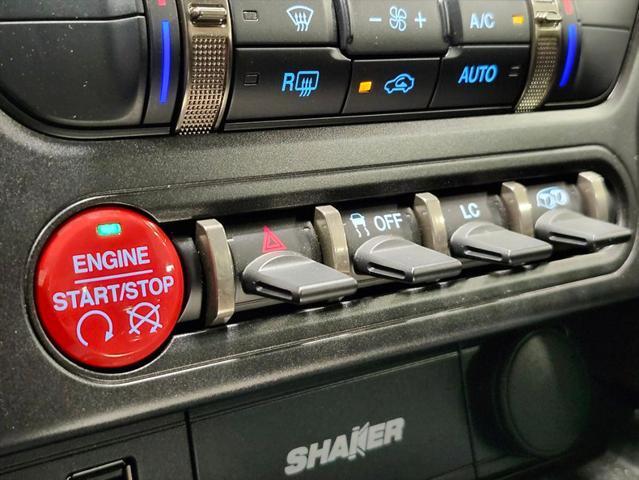 - +
A/C
R
AUTO
OFF
LC
ENGINE
START/STOP
SHAKER